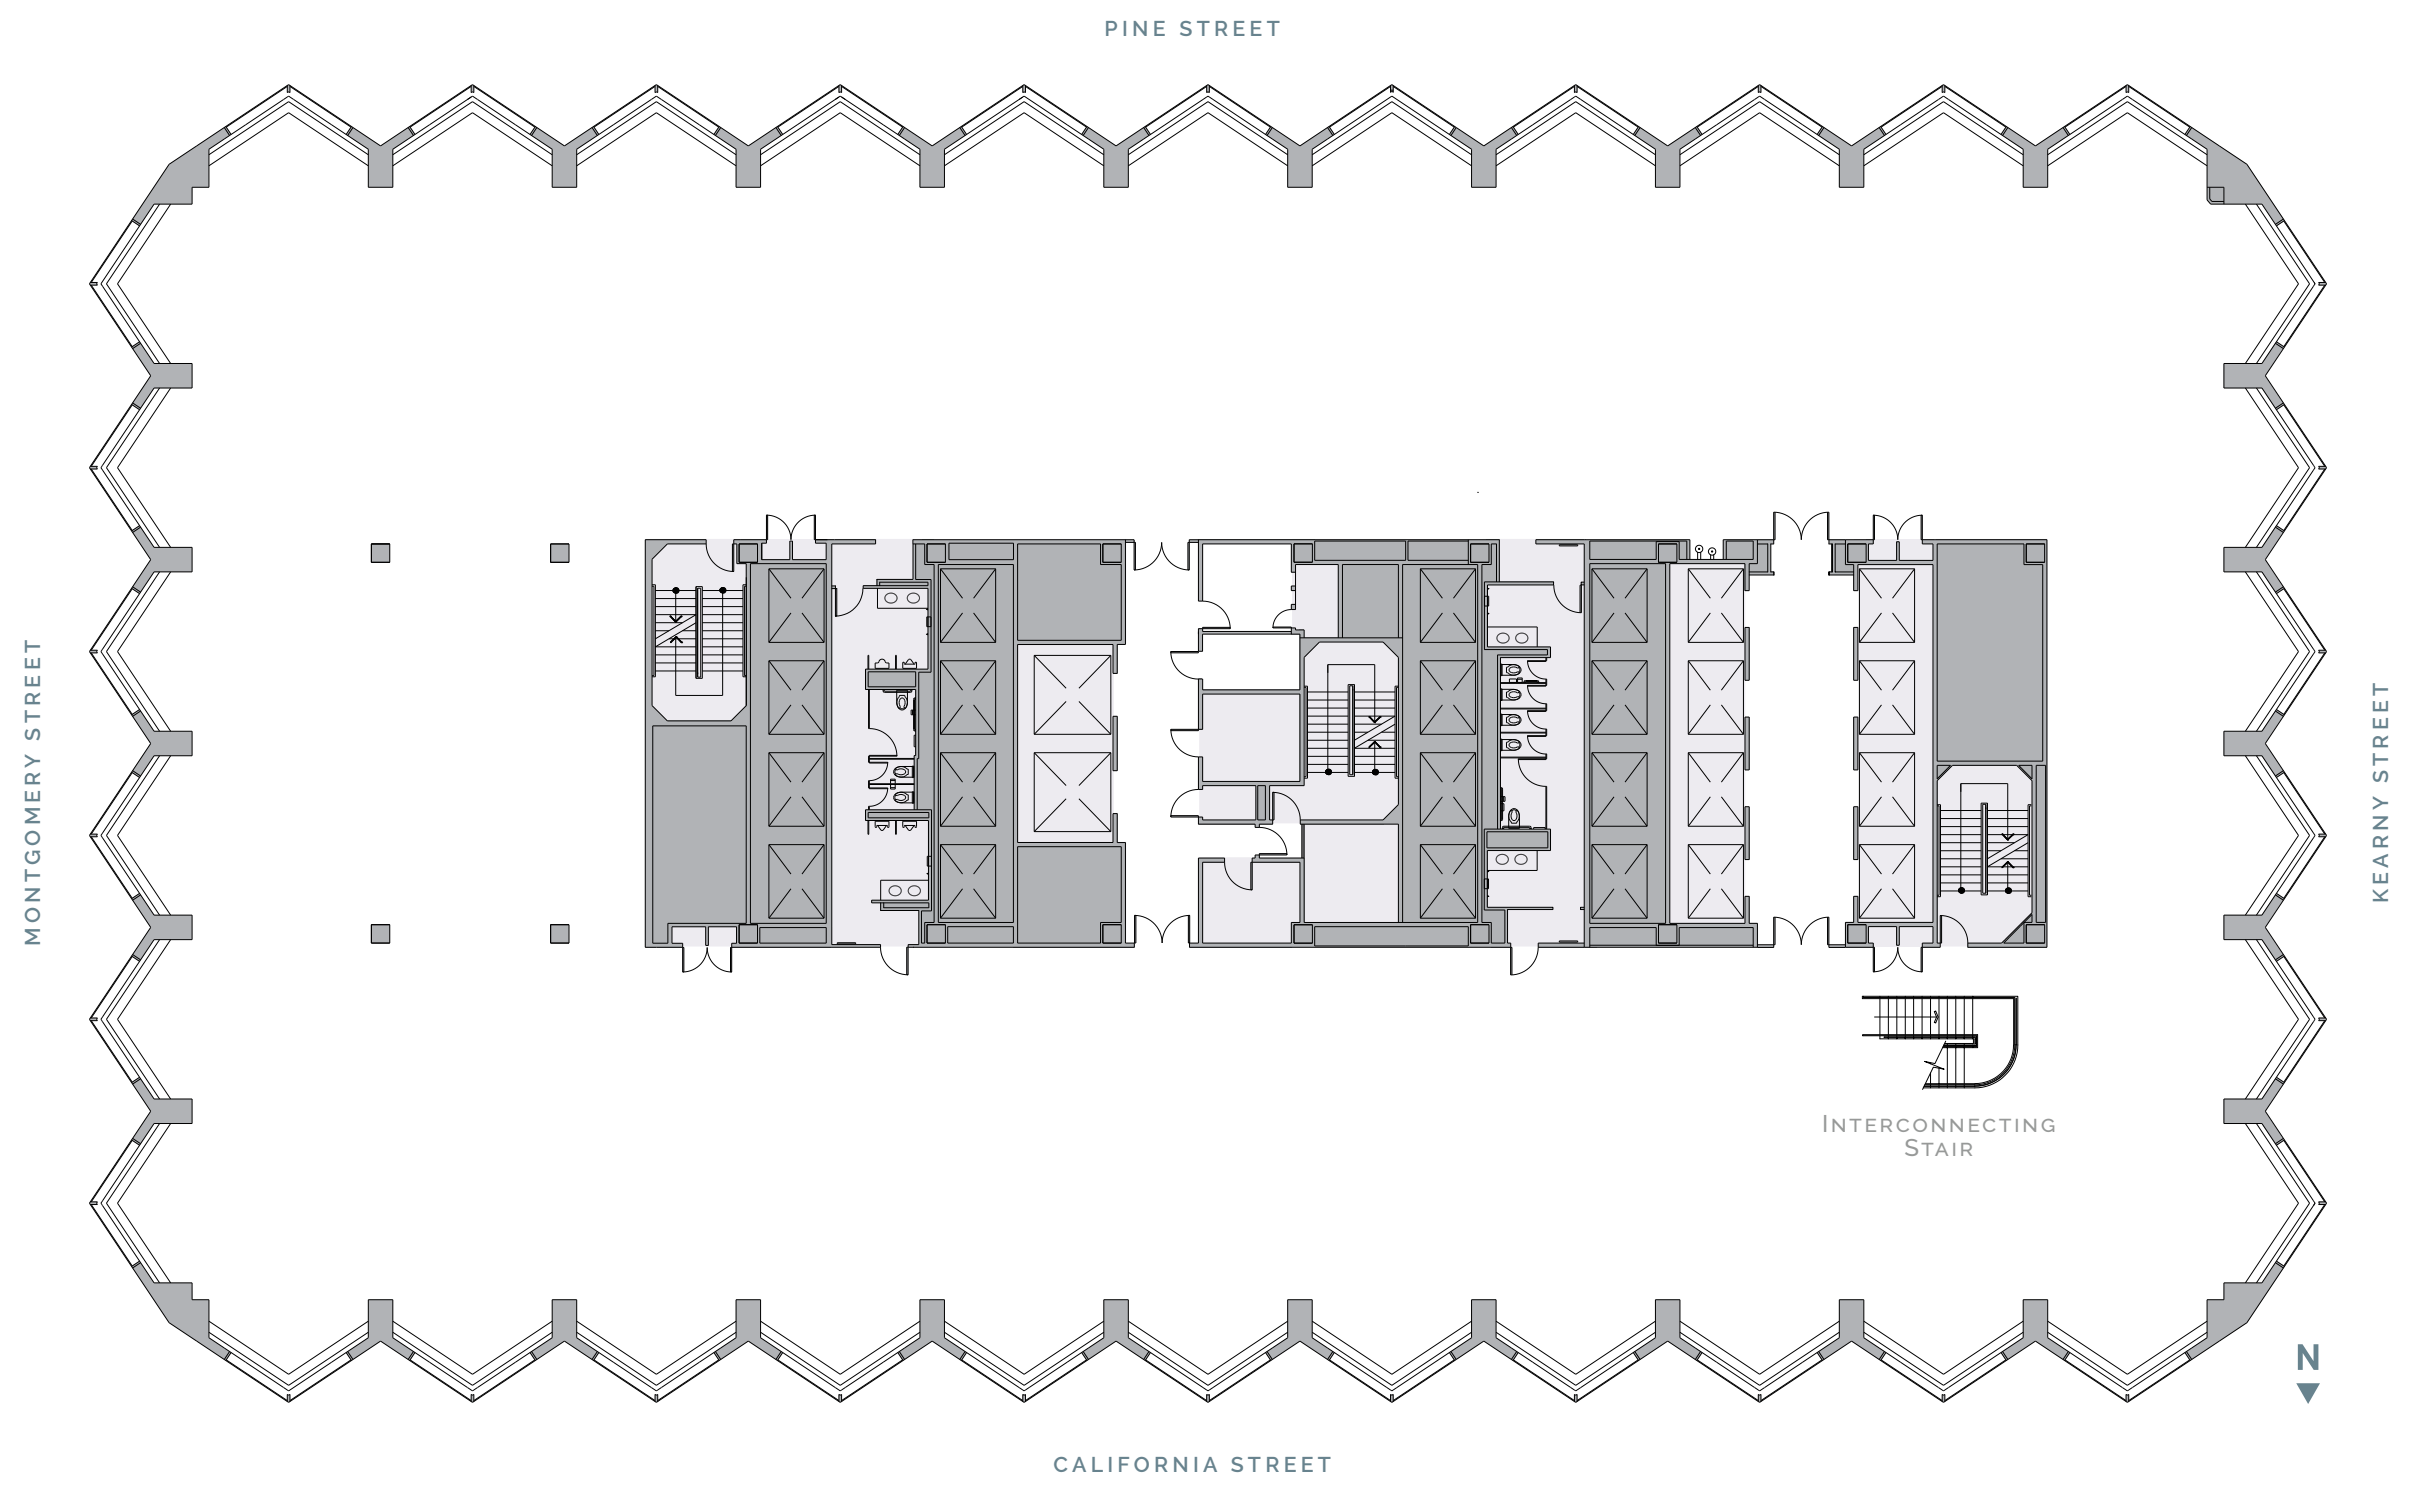 PINE STREET
MONTGOMERY STREET
KEARNY STREET
INTERCONNECTING
STAIR
N
CALIFORNIA STREET